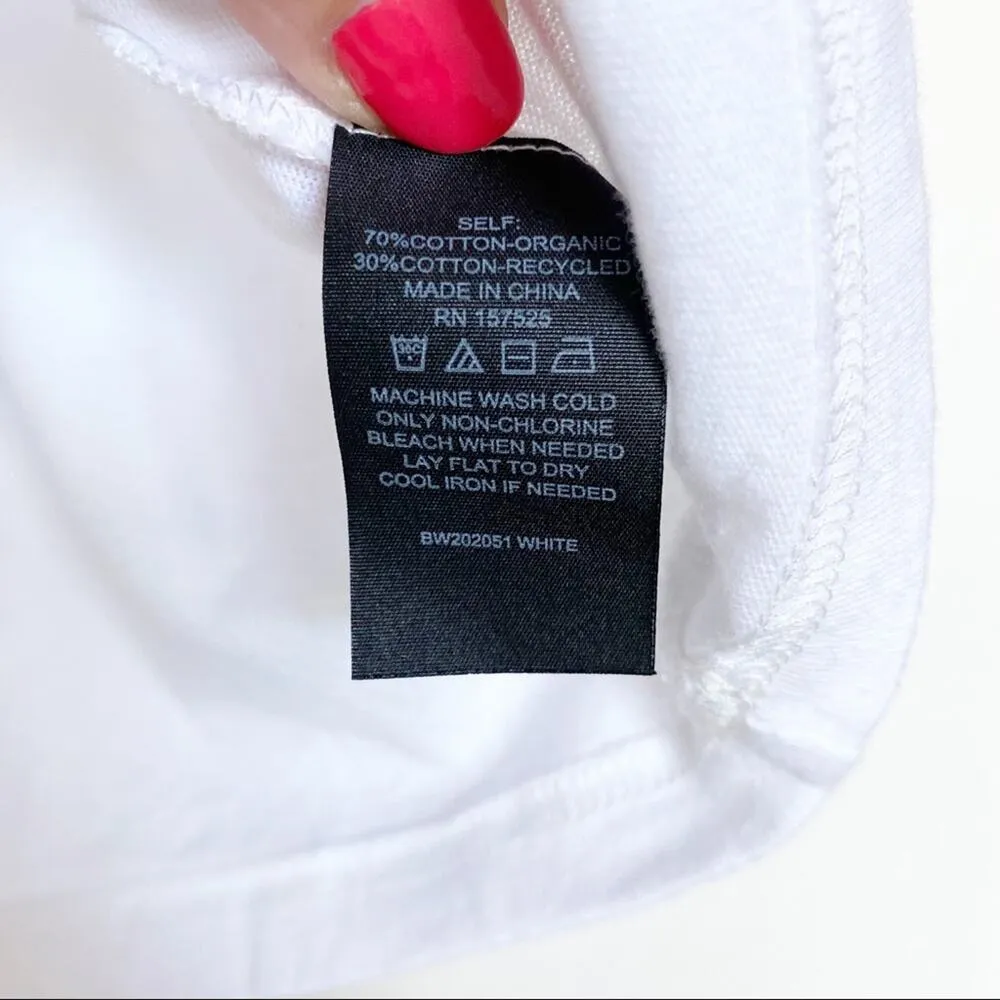 SELF:
70%COTTON-ORGANIC
30%COTTON-RECYCLED
MADE IN CHINA
RN 157525
30C
MACHINE WASH COLD
ONLY NON-CHLORINE
BLEACH WHEN NEEDED
LAY FLAT TO DRY
COOL IRON IF NEEDED
BW202051 WHITE